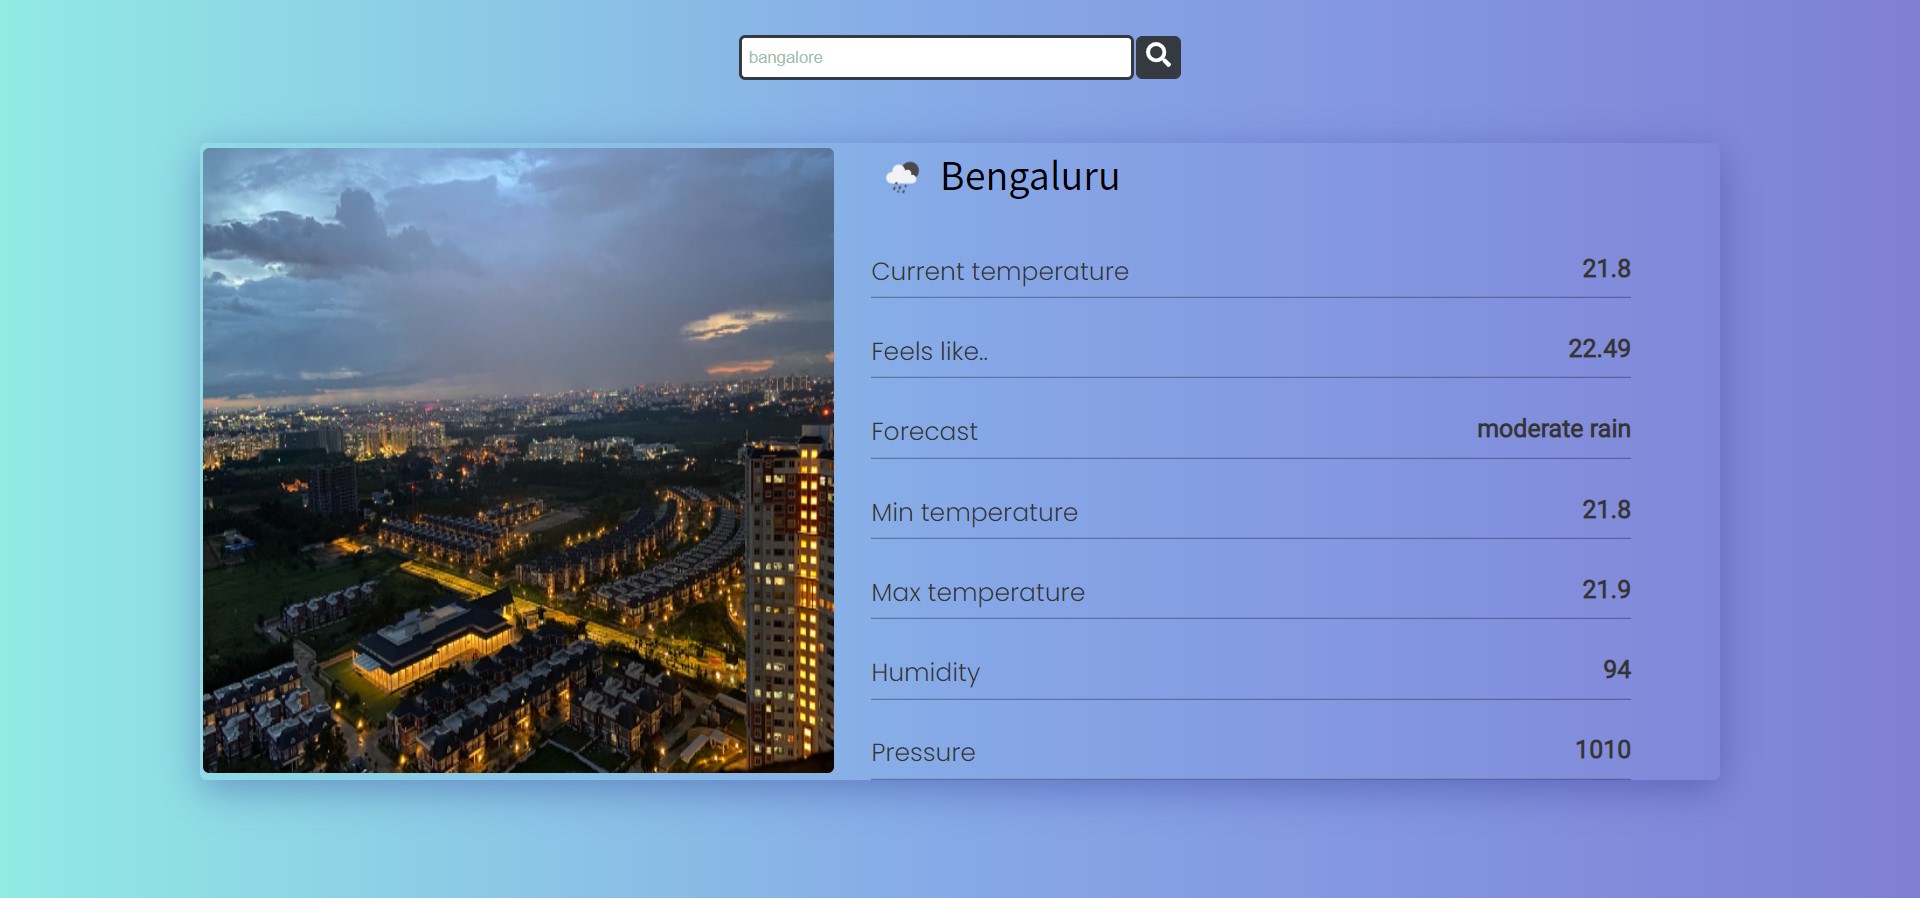 bangalore
Bengaluru
Current temperature 21.8
Feels like.. 22.49
Forecast moderate rain
Min temperature 21.8
Max temperature 21.9
Humidity 94
Pressure 1010